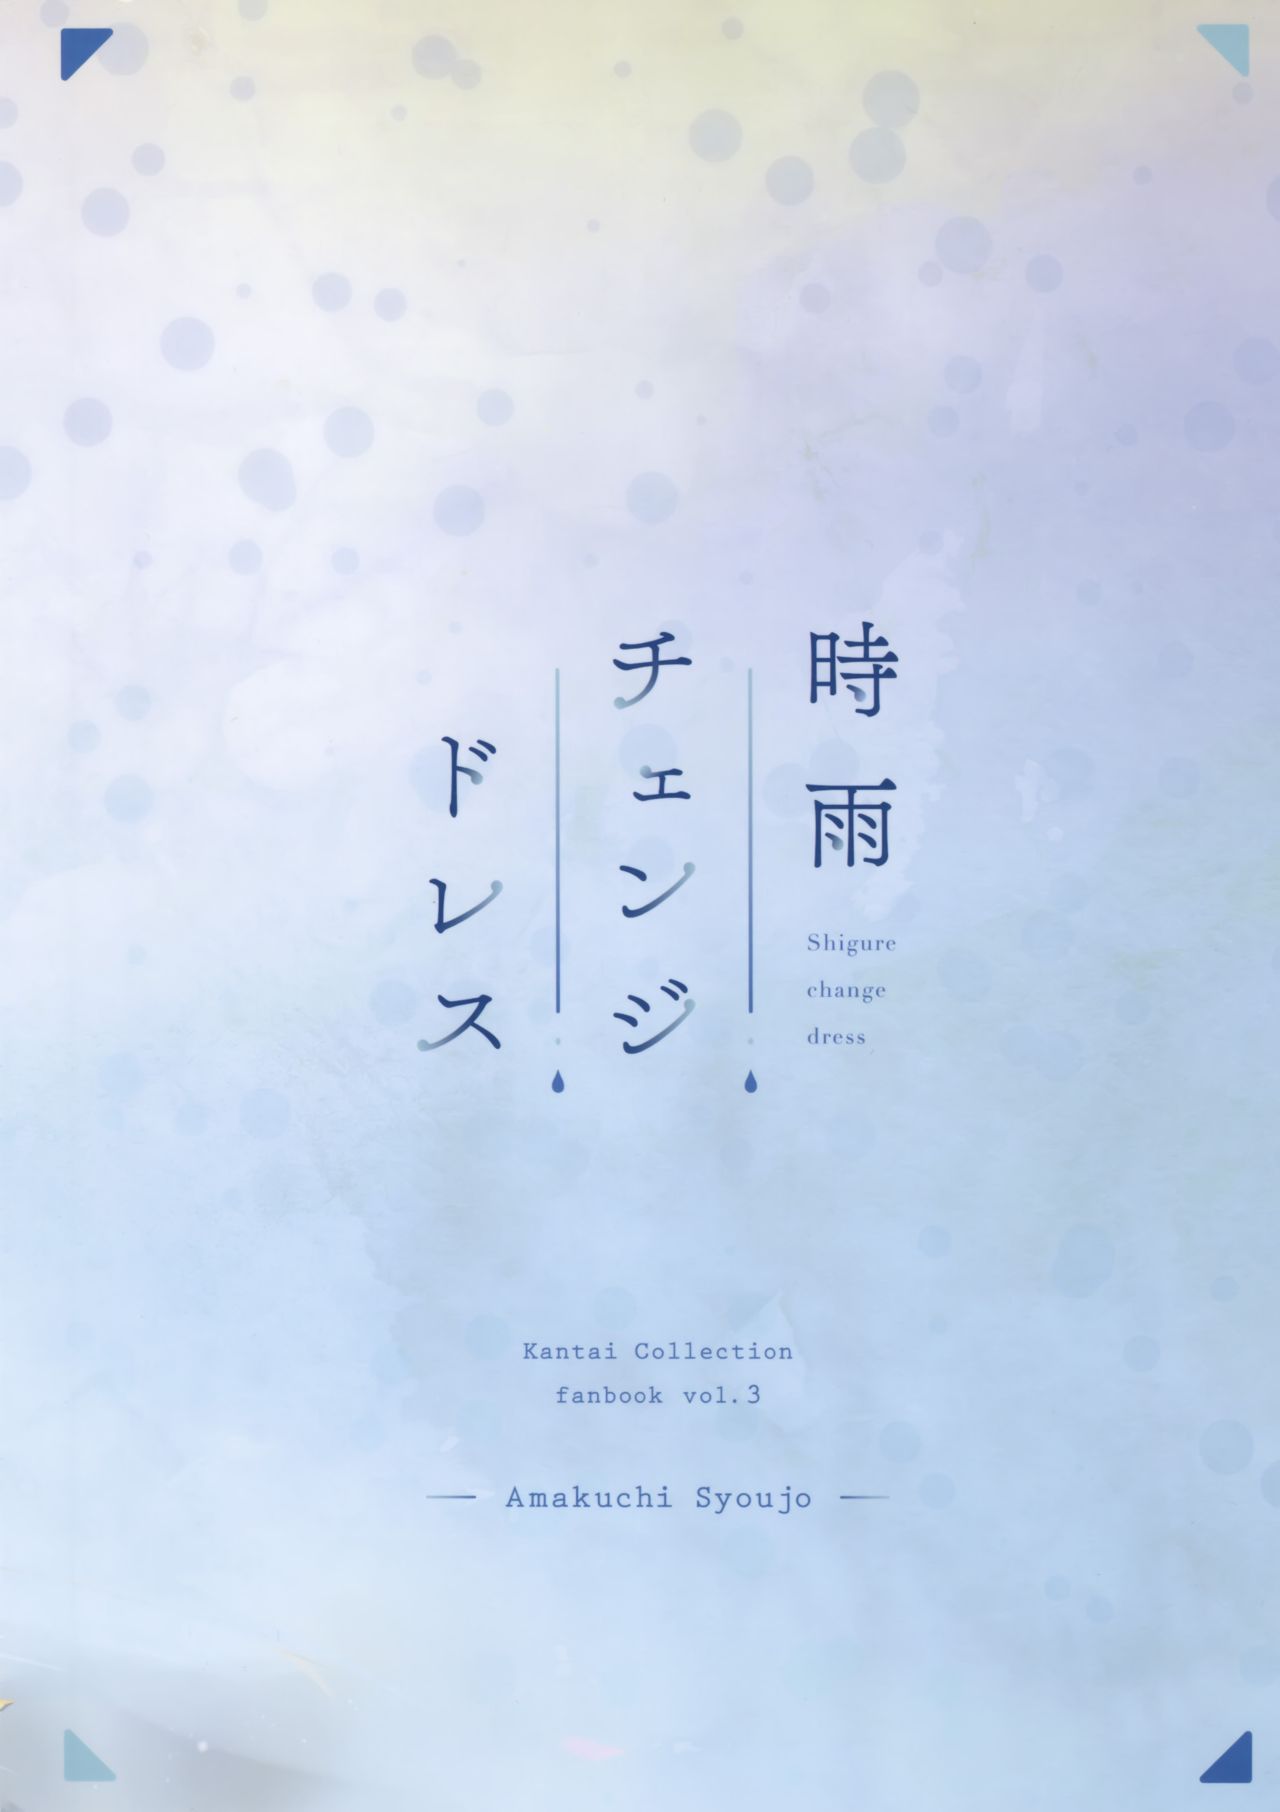 時雨
チェンジ
ドレス
Shigure
change
dress
Kantai Collection
fanbook vol.3
Amakuchi Syoujo